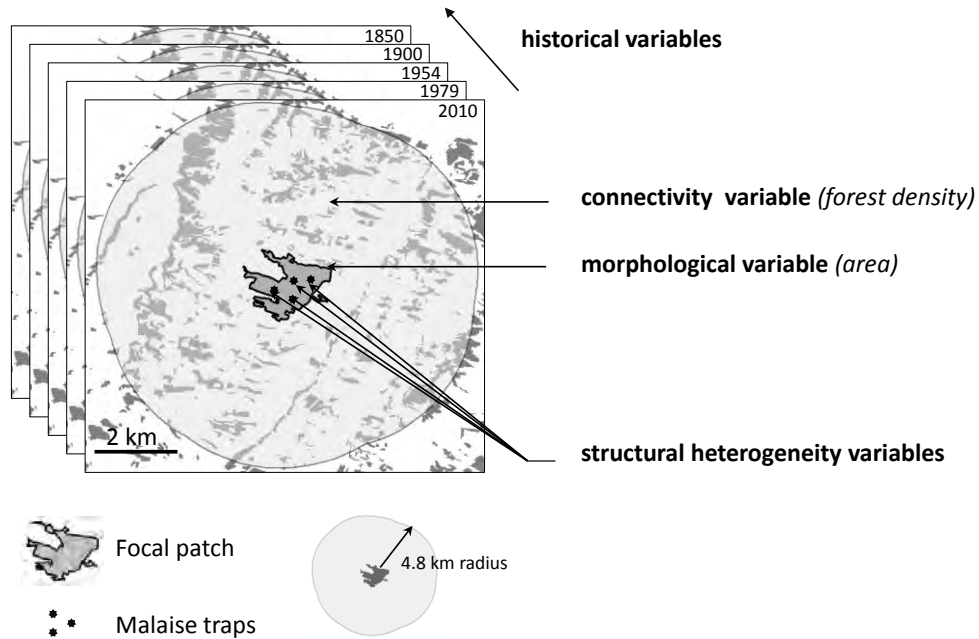 1850
historical variables
1900
1954
1979
2010
connectivity variable (forest density)
morphological variable (area)
2 km
structural heterogeneity variables
Focal patch
4.8 km radius
Malaise traps